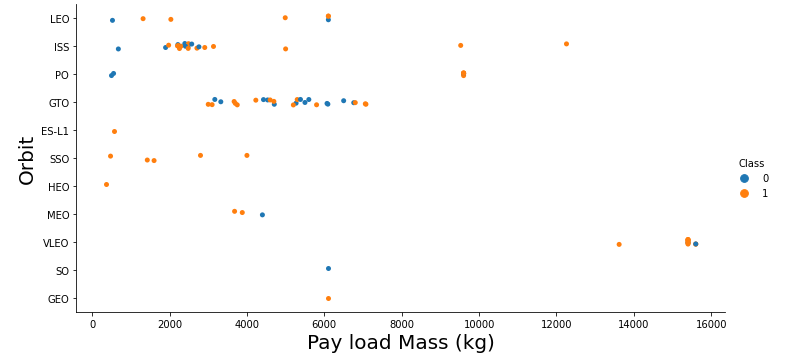 LEO
ISS
PO
GTO
ES-L1
SSO
HEO
MEO
VLEO
SO
GEO
Orbit
0 2000 4000 6000 8000 10000 12000 14000 16000
Pay load Mass (kg)
Class
0
1